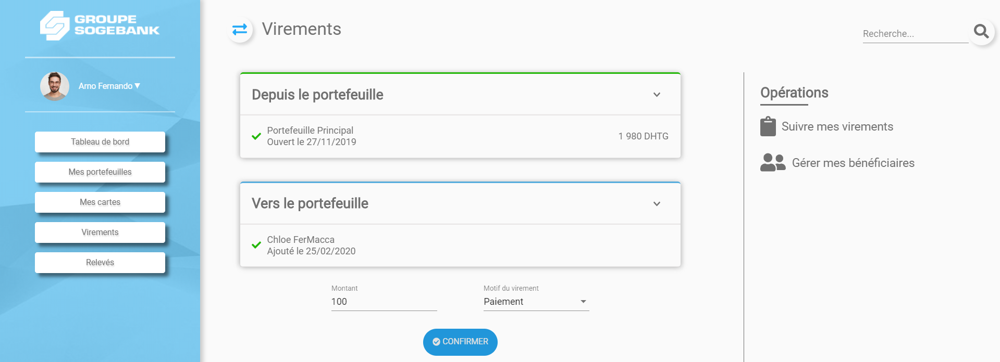 GROUPE
SOGEBANK
Arno Fernando
Tableau de bord
Mes portefeuilles
Mes cartes
Virements
Relevés
Virements
Recherche...
Depuis le portefeuille
Portefeuille Principal
Ouvert le 27/11/2019
1 980 DHTG
Vers le portefeuille
Chloe FerMacca
Ajouté le 25/02/2020
Montant
100
Motif du virement
Paiement
CONFIRMER
Opérations
Suivre mes virements
Gérer mes bénéficiaires